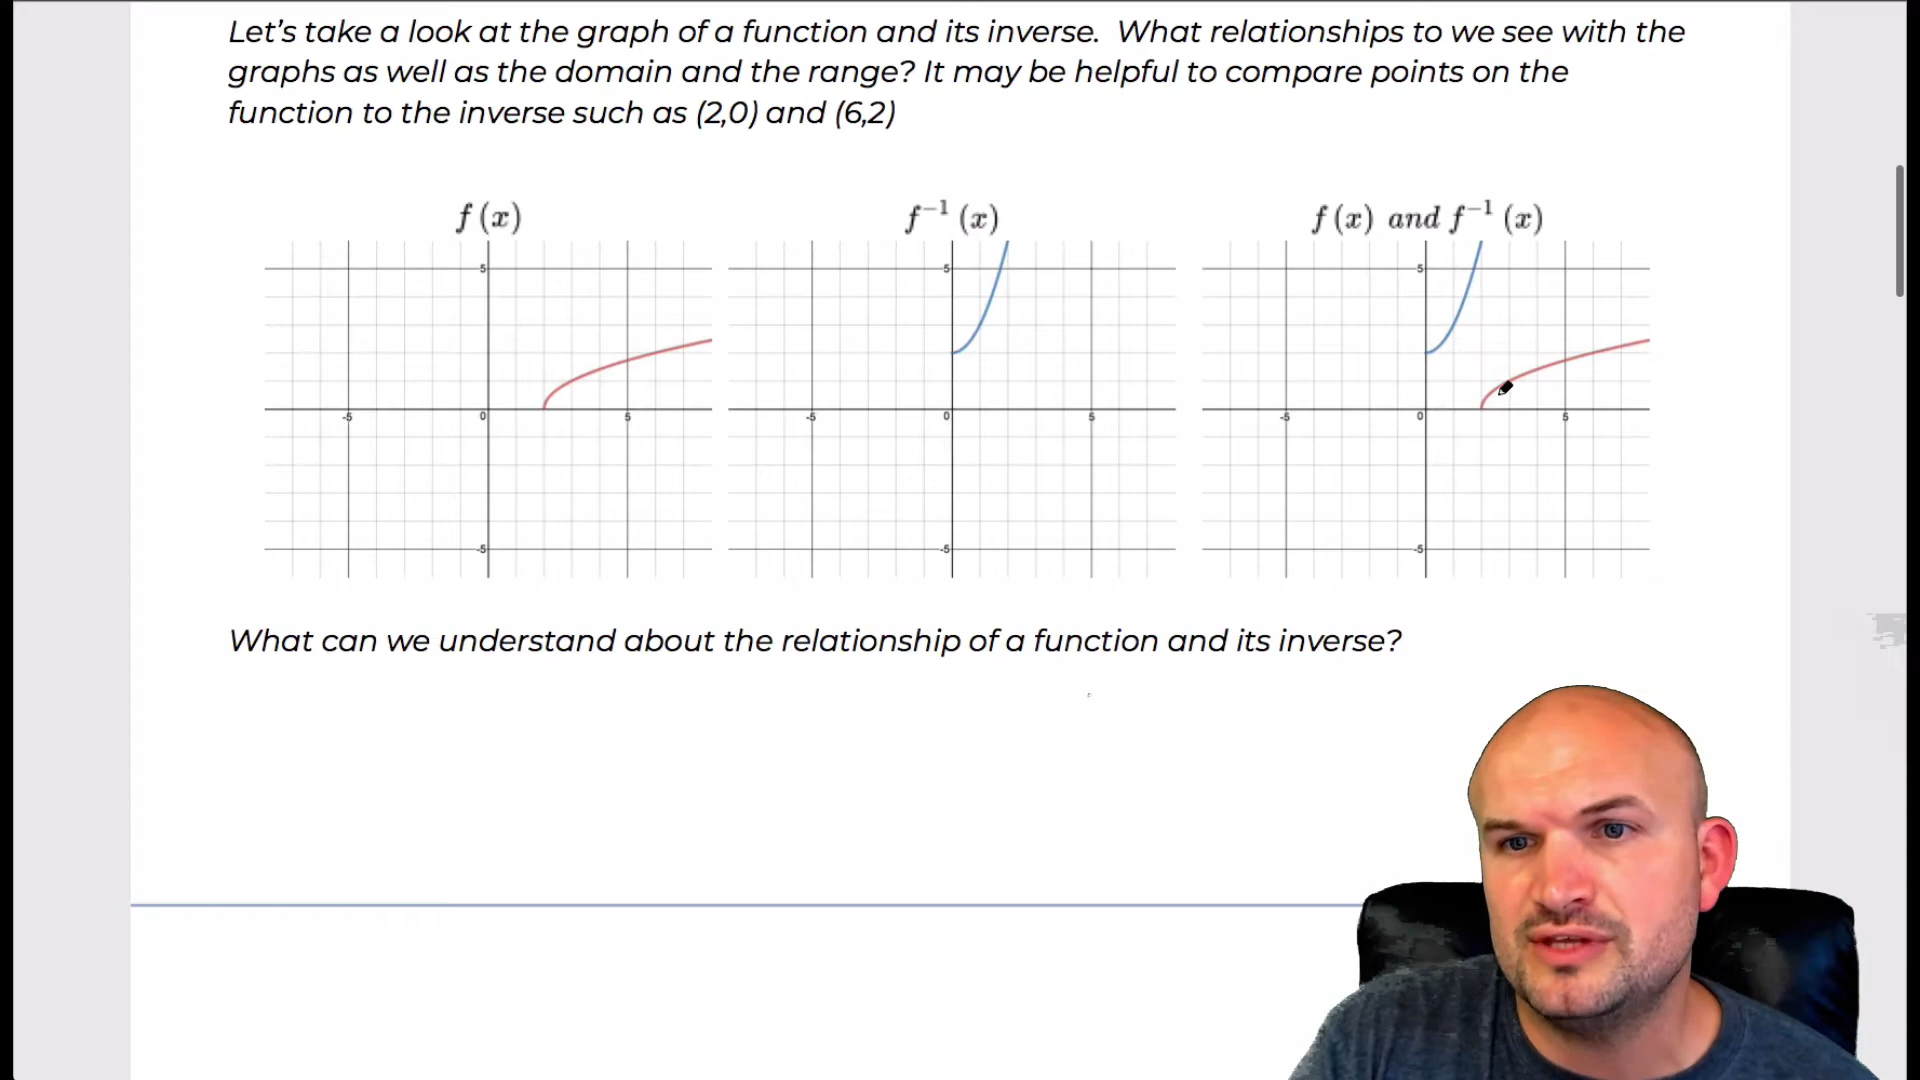 Let’s take a look at the graph of a function and its inverse. What relationships to we see with the
graphs as well as the domain and the range? It may be helpful to compare points on the
function to the inverse such as (2,0) and (6,2)
f (x)
f⁻¹ (x)
f (x) and f⁻¹ (x)
5
5
5
-5
0
5
-5
0
5
-5
0
5
-5
-5
-5
What can we understand about the relationship of a function and its inverse?